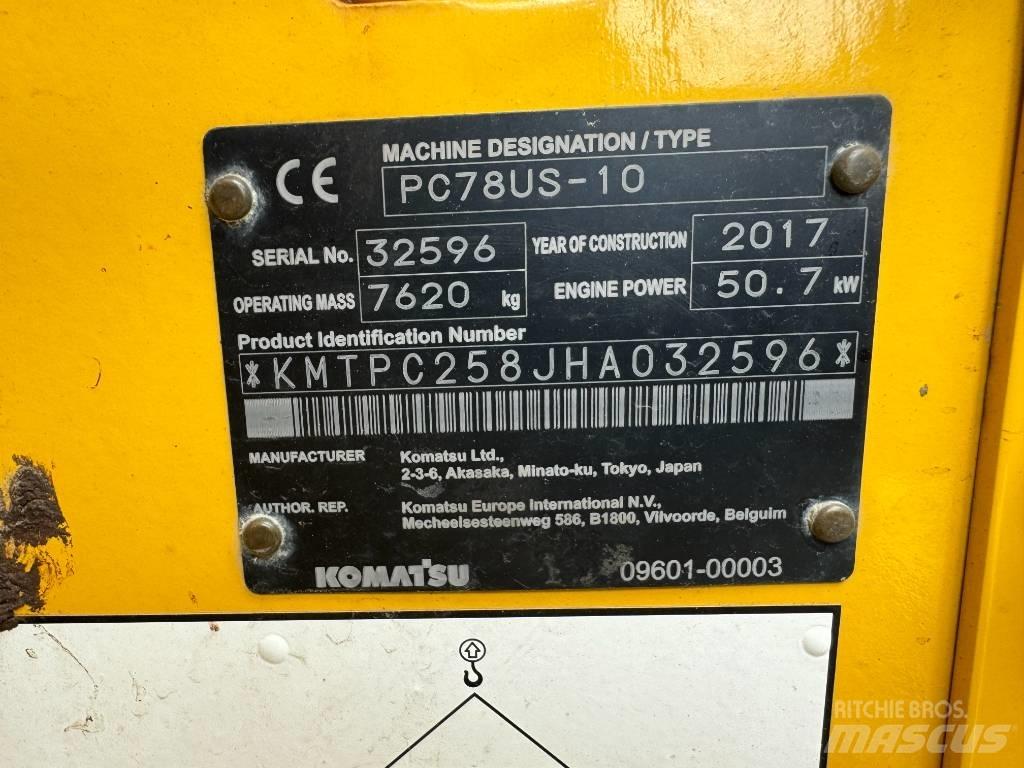 CE
MACHINE DESIGNATION / TYPE
PC78US-10
SERIAL No. 32596 YEAR OF CONSTRUCTION 2017
OPERATING MASS 7620 kg ENGINE POWER 50.7 kW
Product Identification Number
*KMTPC258JHA032596*
MANUFACTURER Komatsu Ltd.,
2-3-6, Akasaka, Minato-ku, Tokyo, Japan
AUTHOR. REP. Komatsu Europe International N.V.,
Mecheelsesteenweg 586, B1800, Vilvoorde, Belguim
KOMATSU 09601-00003
RITCHIE BROS.
MASCUS